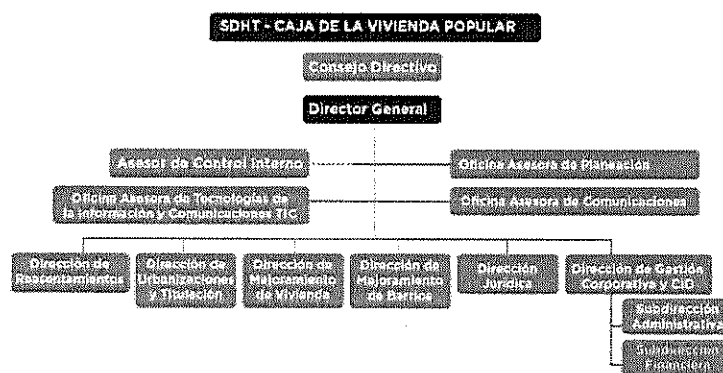 SDHT - CAJA DE LA VIVIENDA POPULAR
Consejo Directivo
Director General
Asesor de Control Interno
Oficina Asesora de Planeación
Oficina Asesora de Tecnologías de
la Información y Comunicaciones TIC
Oficina Asesora de Comunicaciones
Dirección de
Reasentamientos
Dirección de
Urbanizaciones
y Titulación
Dirección de
Mejoramiento
de Vivienda
Dirección de
Mejoramiento
de Barrios
Dirección
Jurídica
Dirección de Gestión
Corporativa y CID
Subdirección
Administrativa
Subdirección
Financiera